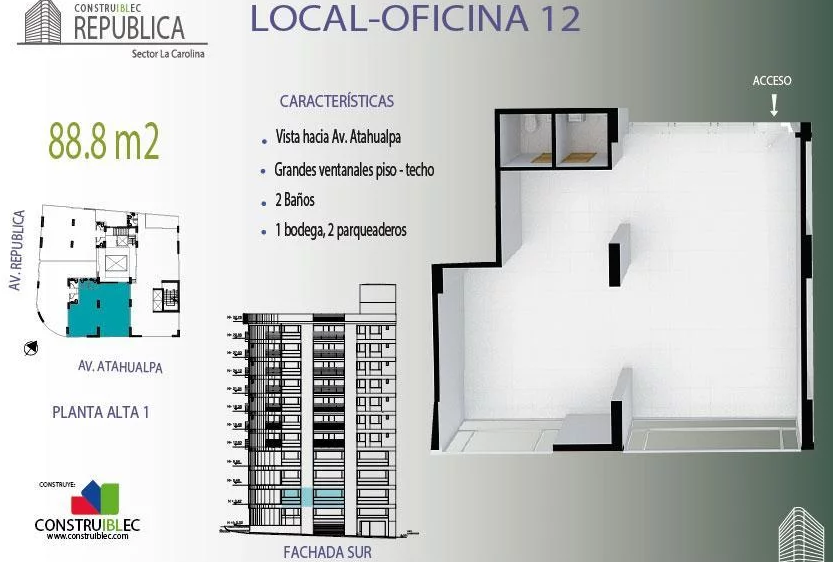 CONSTRUIBLEC
REPUBLICA
Sector La Carolina
LOCAL-OFICINA 12
88.8 m2
CARACTERÍSTICAS
• Vista hacia Av. Atahualpa
• Grandes ventanales piso - techo
• 2 Baños
• 1 bodega, 2 parqueaderos
ACCESO
AV. REPUBLICA
AV. ATAHUALPA
PLANTA ALTA 1
CONSTRUYE:
CONSTRUIBLEC
www.construiblec.com
FACHADA SUR